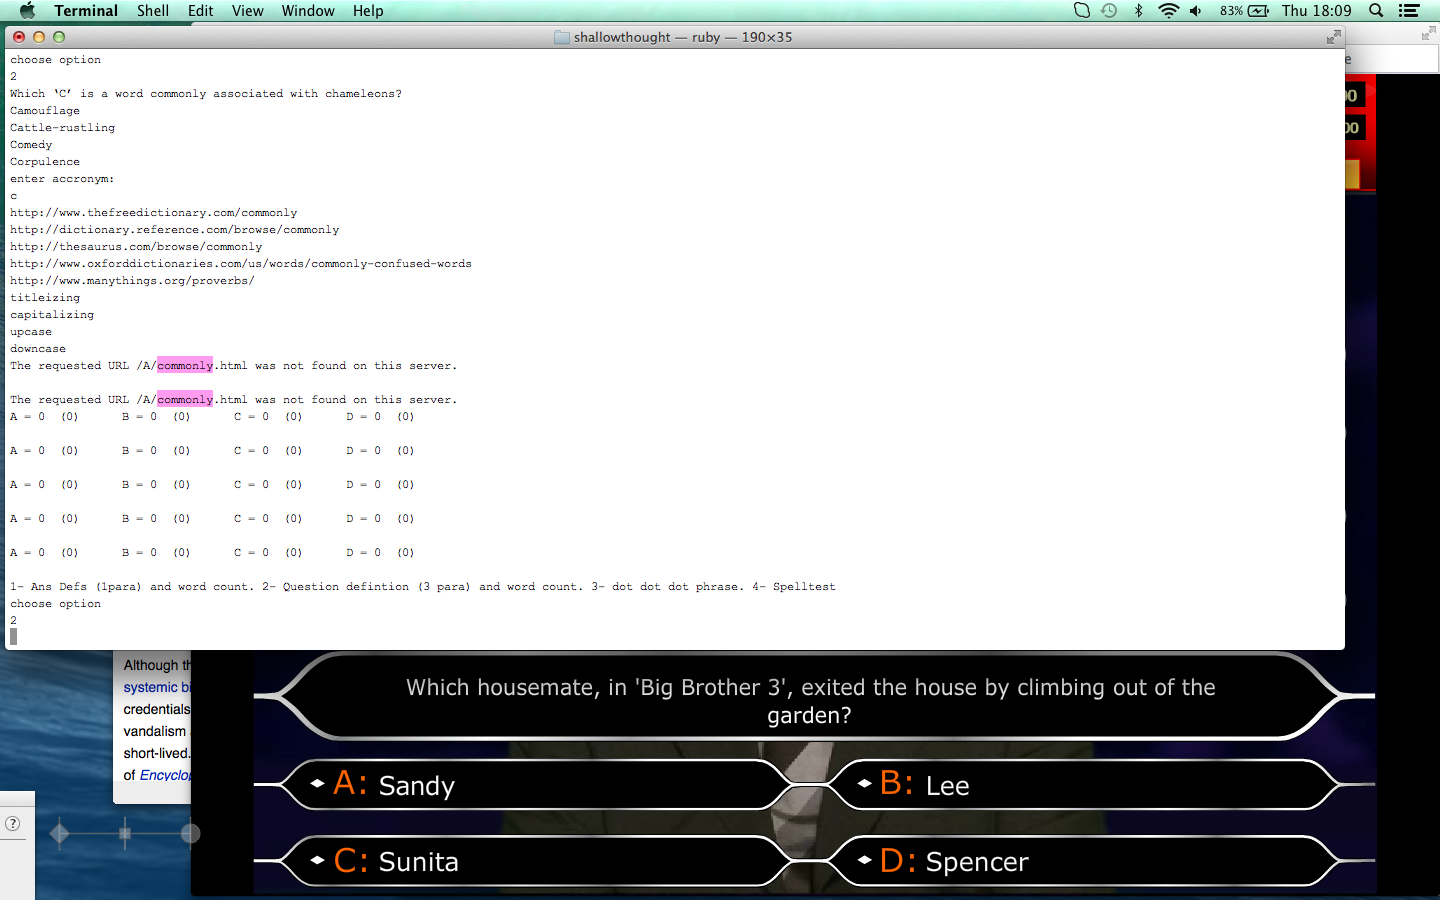 Terminal Shell Edit View Window Help 83% Thu 18:09
shallowthought — ruby — 190×35
choose option
2
Which ‘C’ is a word commonly associated with chameleons?
Camouflage
Cattle-rustling
Comedy
Corpulence
enter accronym:
c
http://www.thefreedictionary.com/commonly
http://dictionary.reference.com/browse/commonly
http://thesaurus.com/browse/commonly
http://www.oxforddictionaries.com/us/words/commonly-confused-words
http://www.manythings.org/proverbs/
titleizing
capitalizing
upcase
downcase
The requested URL /A/commonly.html was not found on this server.
The requested URL /A/commonly.html was not found on this server.
A = 0 (0) B = 0 (0) C = 0 (0) D = 0 (0)
A = 0 (0) B = 0 (0) C = 0 (0) D = 0 (0)
A = 0 (0) B = 0 (0) C = 0 (0) D = 0 (0)
A = 0 (0) B = 0 (0) C = 0 (0) D = 0 (0)
A = 0 (0) B = 0 (0) C = 0 (0) D = 0 (0)
1- Ans Defs (1para) and word count. 2- Question defintion (3 para) and word count. 3- dot dot dot phrase. 4- Spelltest
choose option
2
Although th
systemic bi
credentials
vandalism
short-lived.
of Encyclop
?
Which housemate, in 'Big Brother 3', exited the house by climbing out of the
garden?
A: Sandy
B: Lee
C: Sunita
D: Spencer